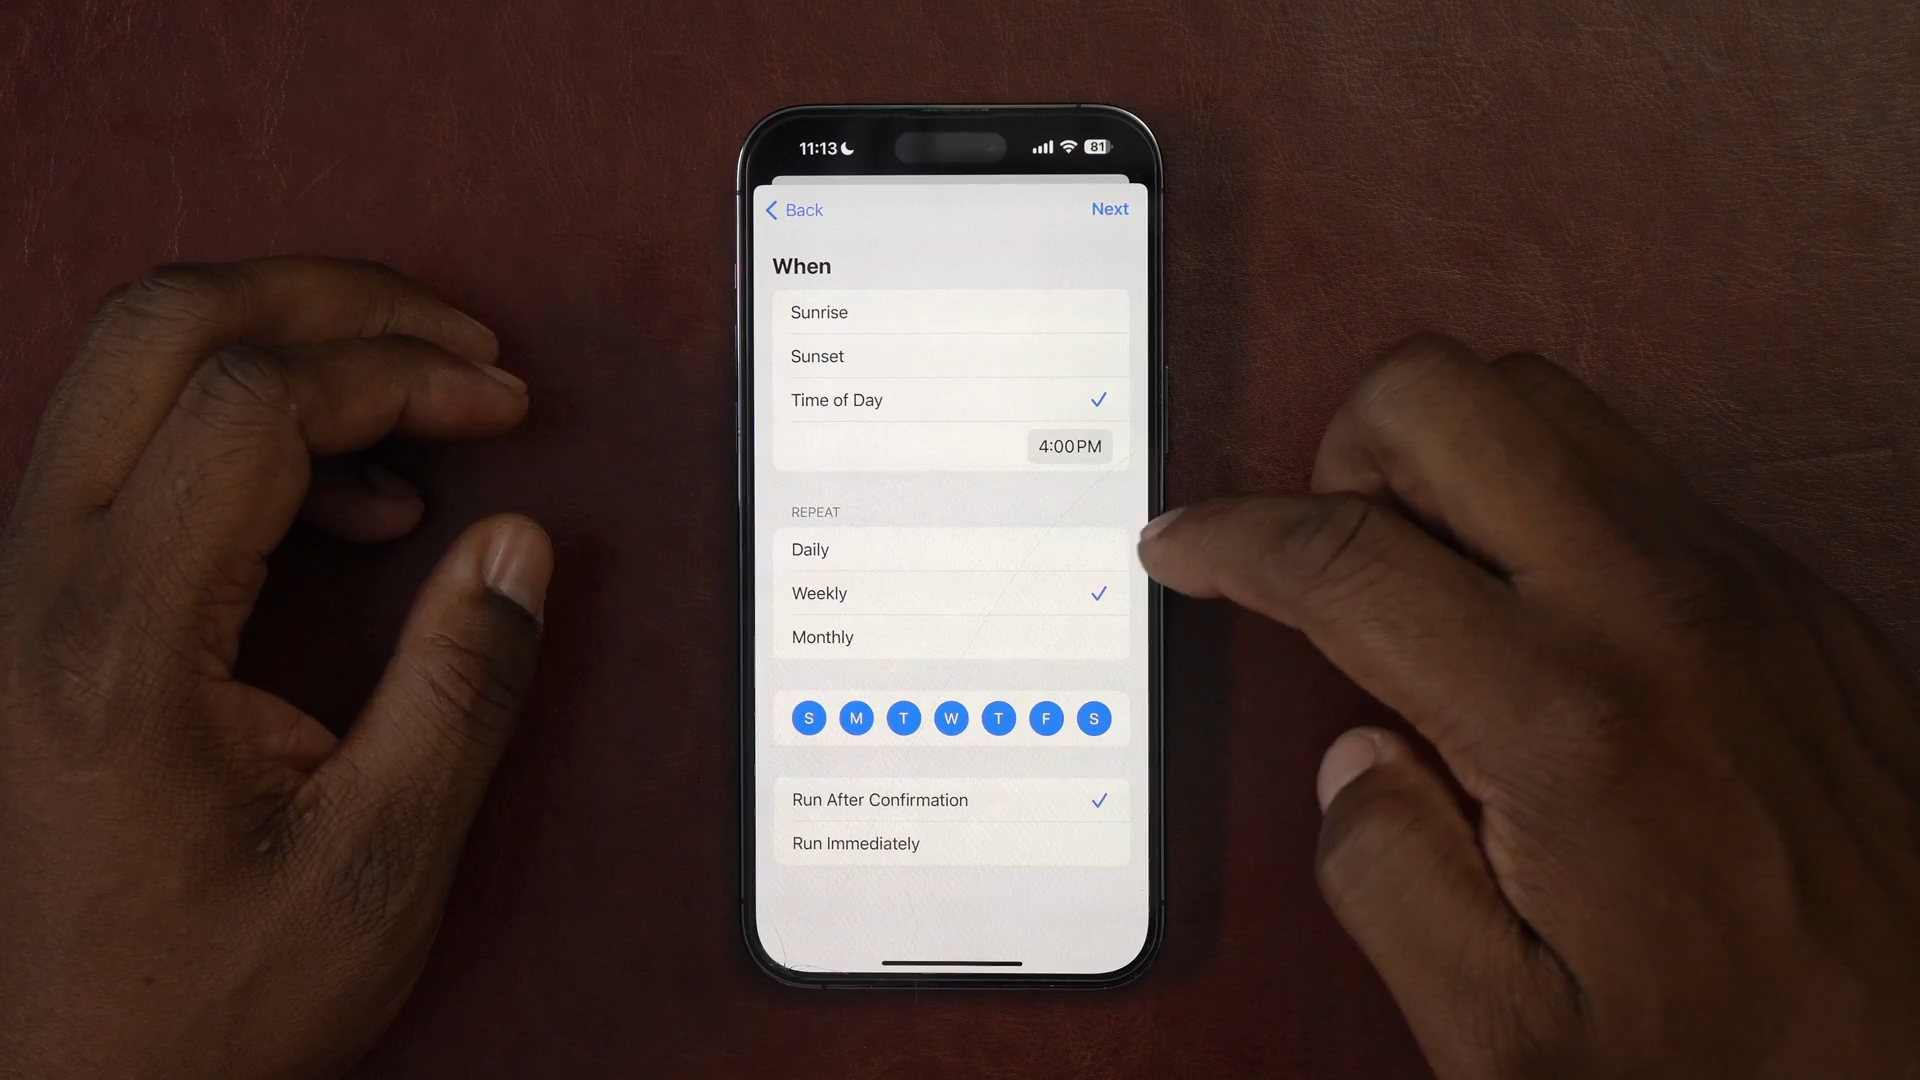 11:13
81
Back
Next
When
Sunrise
Sunset
Time of Day
4:00PM
REPEAT
Daily
Weekly
Monthly
S M T W T F S
Run After Confirmation
Run Immediately